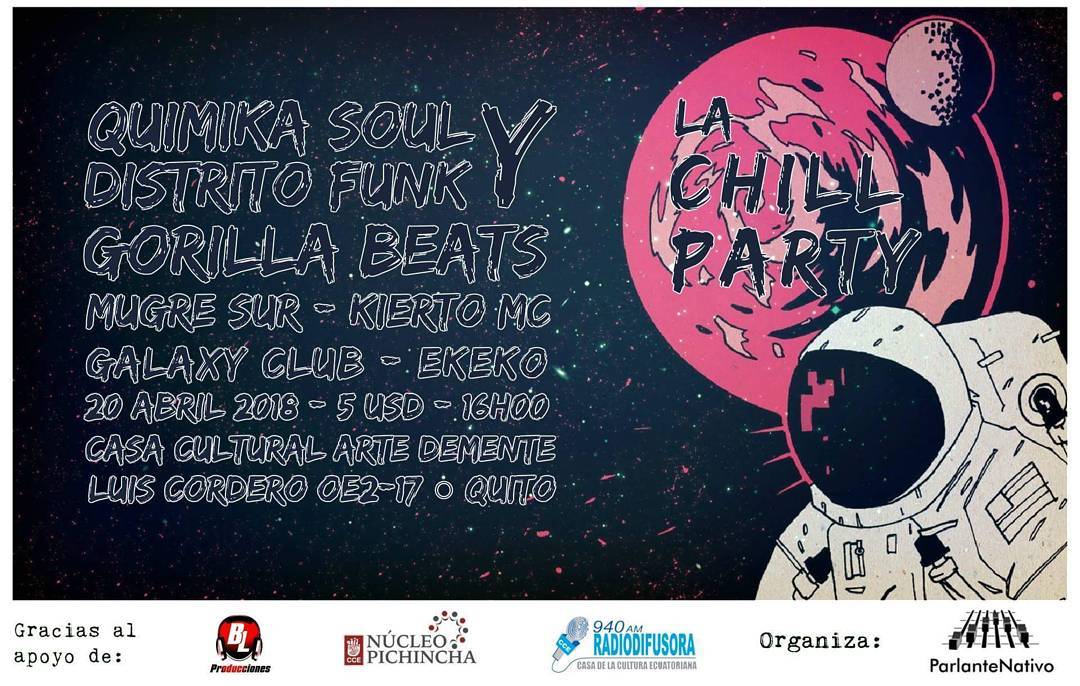 QUIMIKA SOUL Y
DISTRITO FUNK
GORILLA BEATS
MUGRE SUR - KIERTO MC
GALAXY CLUB - EKEKO
20 ABRIL 2018 - 5 USD - 16H00
CASA CULTURAL ARTE DEMENTE
LUIS CORDERO OE2-17 O QUITO
LA
CHILL
PARTY
Gracias al
apoyo de:
BL
Producciones
CCE
NÚCLEO
PICHINCHA
CCE
940 AM
RADIODIFUSORA
CASA DE LA CULTURA ECUATORIANA
Organiza:
ParlanteNativo